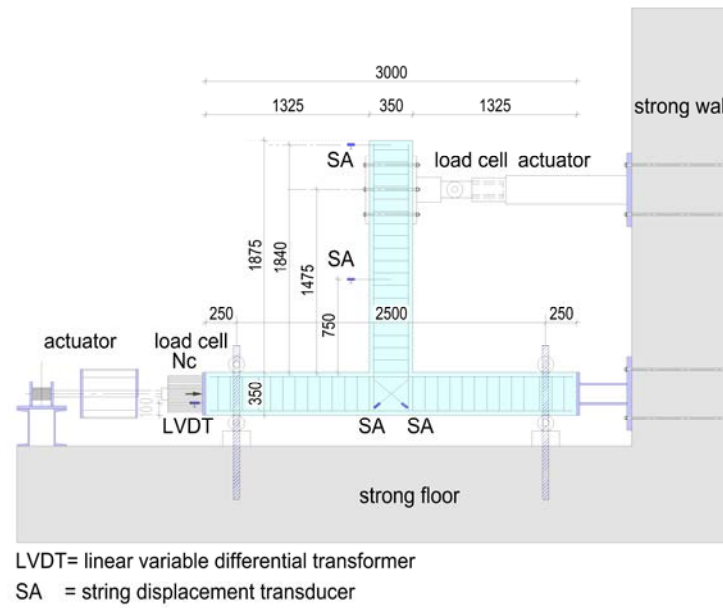 3000
1325
350
1325
strong wal
SA
load cell
actuator
1875
1840
1475
SA
750
250
2500
250
actuator
load cell
Nc
100
350
LVDT
SA
SA
strong floor
LVDT= linear variable differential transformer
SA = string displacement transducer